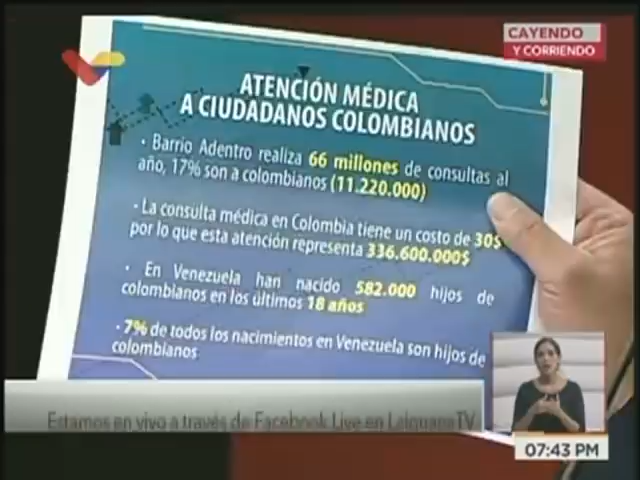 CAYENDO
Y CORRIENDO
ATENCIÓN MÉDICA
A CIUDADANOS COLOMBIANOS
• Barrio Adentro realiza 66 millones de consultas al
año, 17% son a colombianos (11.220.000)
• La consulta médica en Colombia tiene un costo de 30$
por lo que esta atención representa 336.600.000$
• En Venezuela han nacido 582.000 hijos de
colombianos en los últimos 18 años
• 7% de todos los nacimientos en Venezuela son hijos de
colombianos
Estamos en vivo a través de Facebook Live en LaIguanaTV
07:43 PM